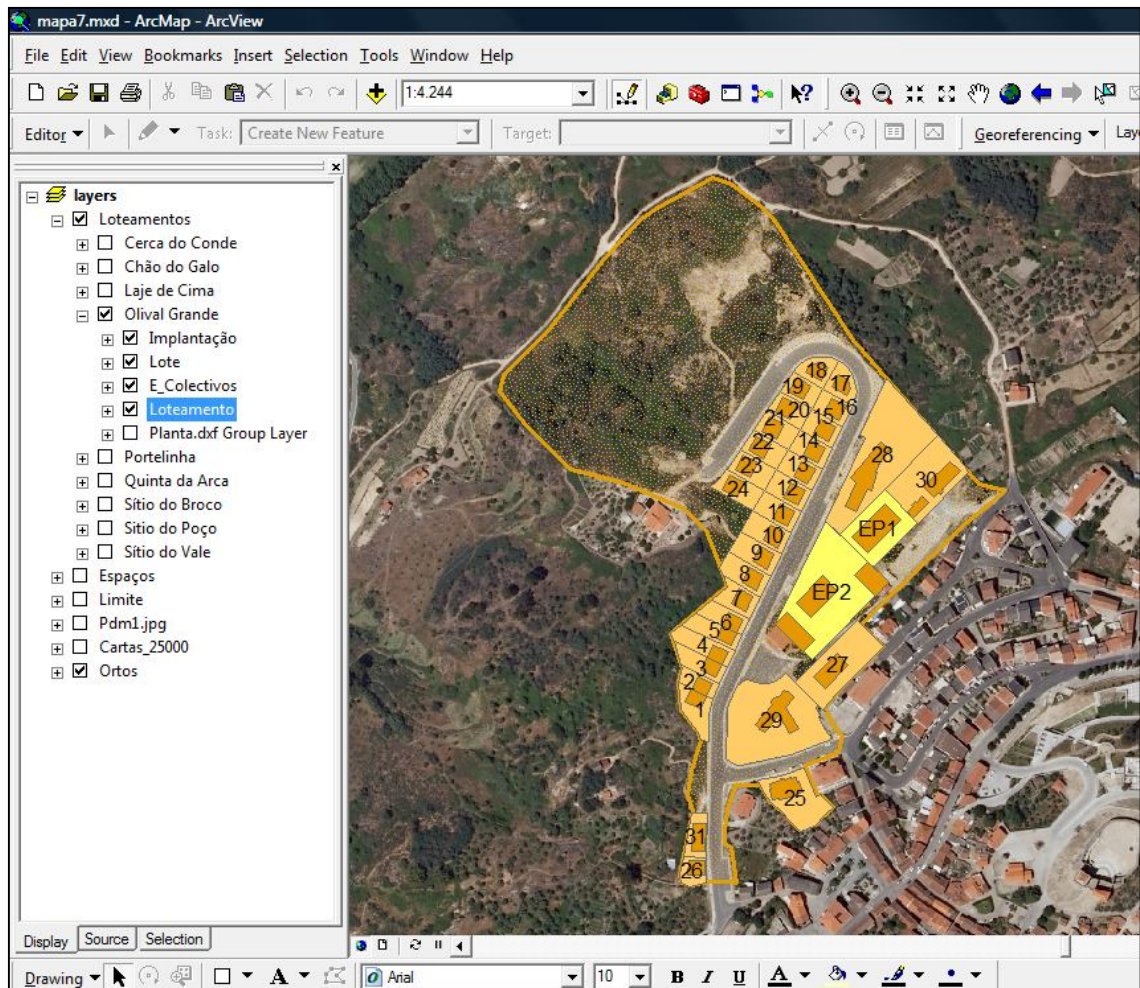 mapa7.mxd - ArcMap - ArcView
File Edit View Bookmarks Insert Selection Tools Window Help
1:4.244
Editor Task: Create New Feature Target: Georeferencing Lay
layers
Loteamentos
Cerca do Conde
Chão do Galo
Laje de Cima
Olival Grande
Implantação
Lote
E_Colectivos
Loteamento
Planta.dxf Group Layer
Portelinha
Quinta da Arca
Sítio do Broco
Sitio do Poço
Sítio do Vale
Espaços
Limite
Pdm1.jpg
Cartas_25000
Ortos
18
19 17
20 16
21 15
22 14
23 13 28
24 12 30
11 EP1
10
9
8 EP2
7
6
5
4 27
3
2
1 29
25
31
26
Display Source Selection
Drawing A Arial 10 B I U A